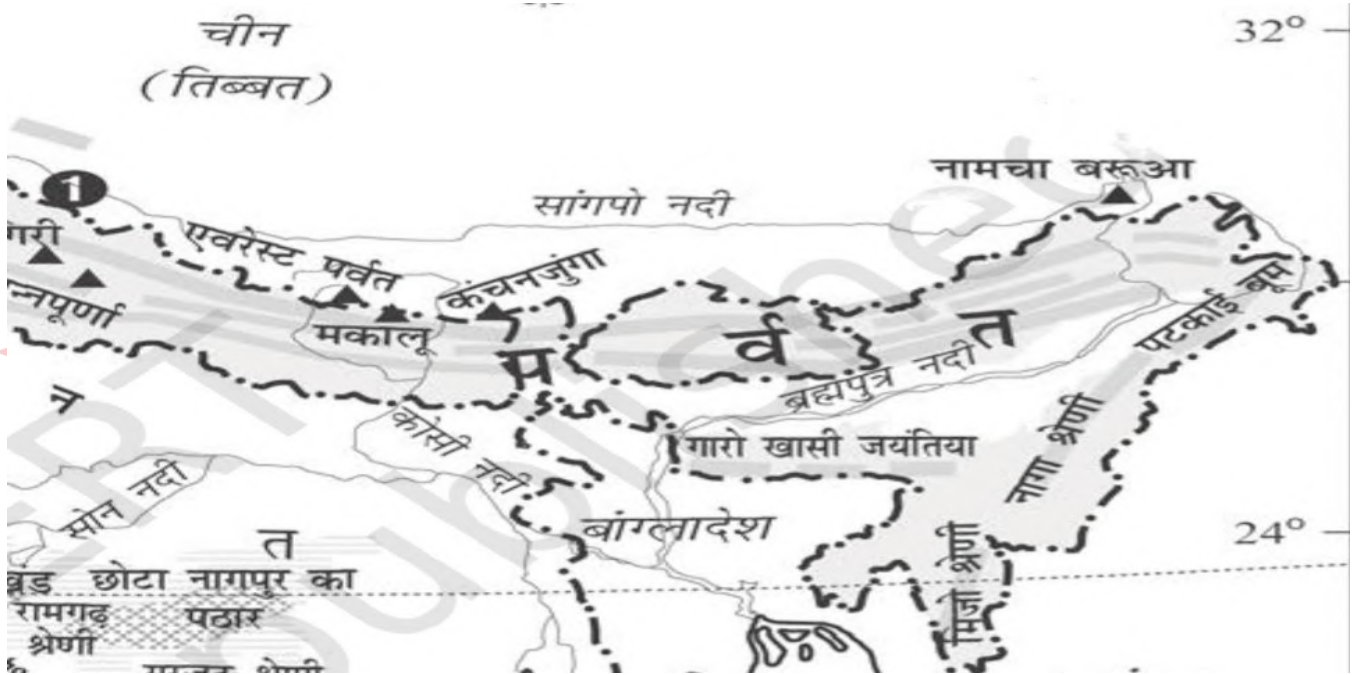 चीन
(तिब्बत)
32°
नामचा बरूआ
1
सांगपो नदी
एवरेस्ट पर्वत
कंचनजुंगा
मकालू
प र्व त
पटकाई बूम
ब्रह्मपुत्र नदी
न
कोसी नदी
गारो खासी जयंतिया
नागा श्रेणी
सोन नदी
बांग्लादेश
24°
त
छोटा नागपुर का
पठार
रामगढ़
श्रेणी
मिजो श्रेणी